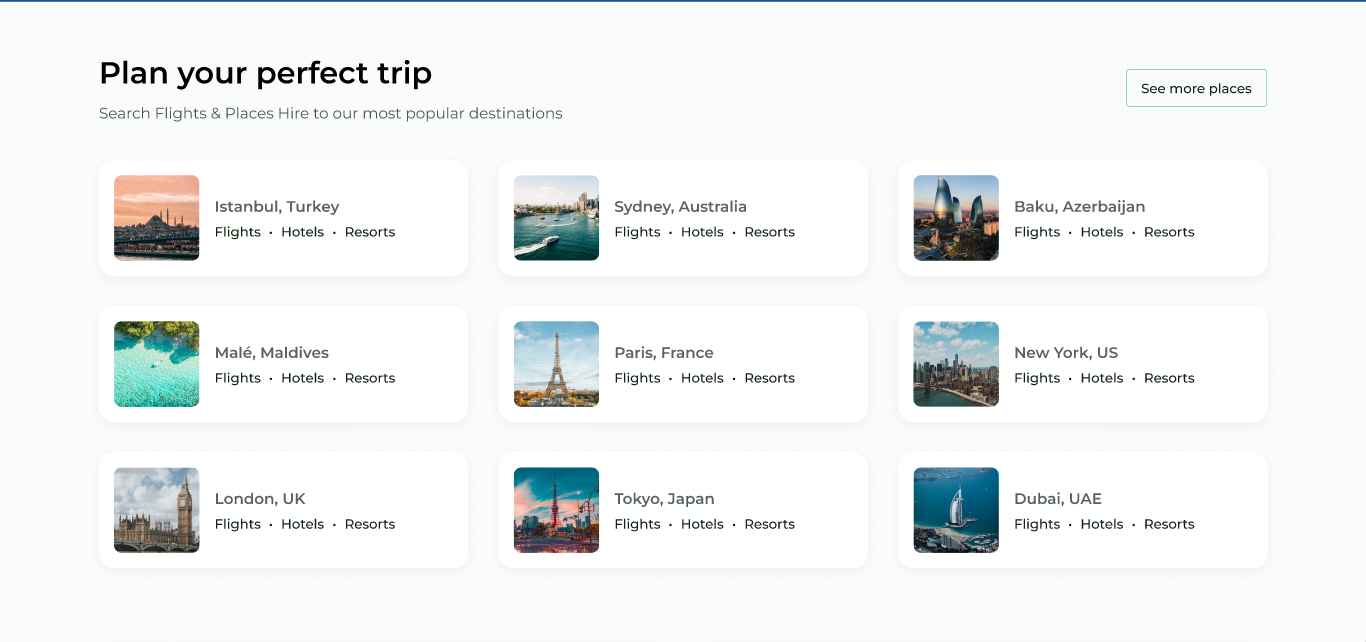 Plan your perfect trip
See more places
Search Flights & Places Hire to our most popular destinations
Istanbul, Turkey
Flights • Hotels • Resorts
Sydney, Australia
Flights • Hotels • Resorts
Baku, Azerbaijan
Flights • Hotels • Resorts
Malé, Maldives
Flights • Hotels • Resorts
Paris, France
Flights • Hotels • Resorts
New York, US
Flights • Hotels • Resorts
London, UK
Flights • Hotels • Resorts
Tokyo, Japan
Flights • Hotels • Resorts
Dubai, UAE
Flights • Hotels • Resorts